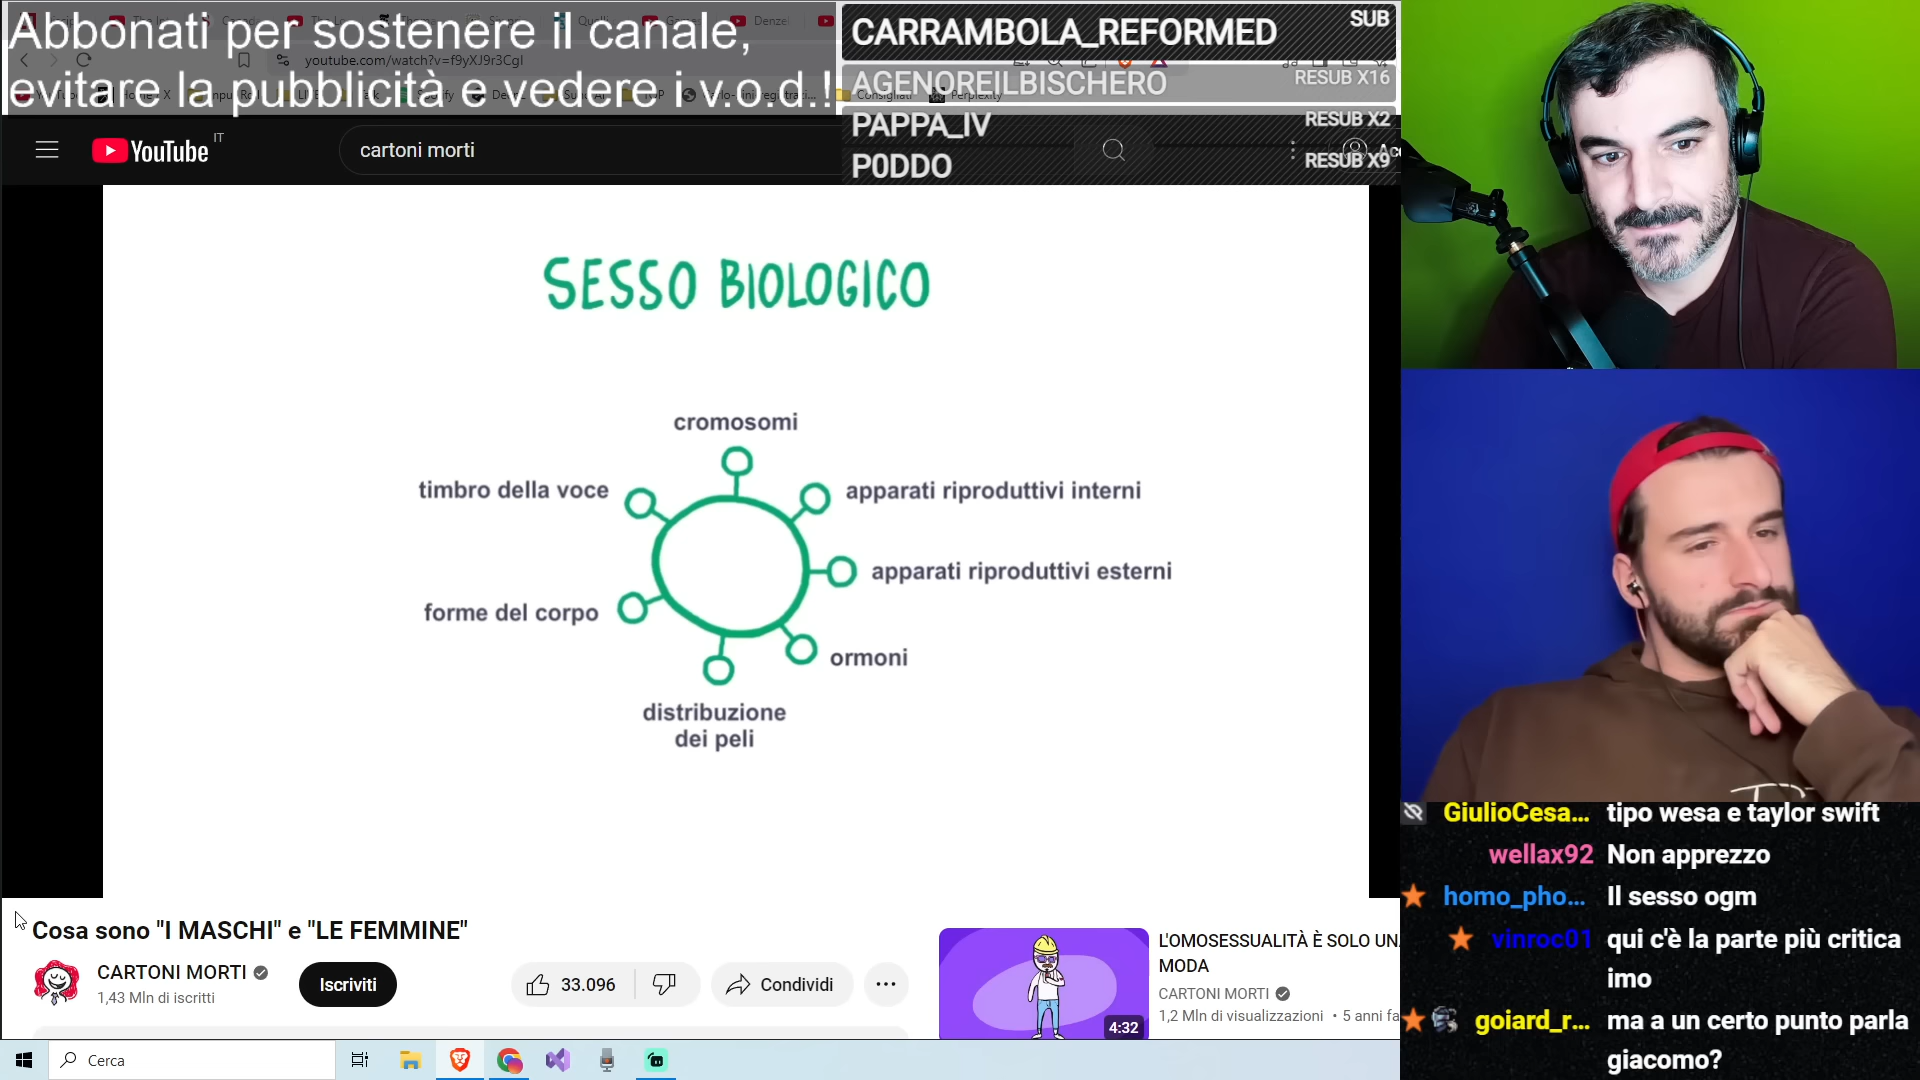 Abbonati per sostenere il canale,
evitare la pubblicità e vedere i v.o.d.!!
CARRAMBOLA_REFORMED SUB
AGENOREILBISCHERO RESUB X16
PAPPA_IV RESUB X2
P0DDO RESUB X9
youtube.com/watch?v=f9yXJ9r3CgI
YouTube IT
cartoni morti
SESSO BIOLOGICO
cromosomi
timbro della voce
apparati riproduttivi interni
apparati riproduttivi esterni
forme del corpo
ormoni
distribuzione
dei peli
Cosa sono "I MASCHI" e "LE FEMMINE"
CARTONI MORTI
1,43 Mln di iscritti
Iscriviti
33.096
Condividi
4:32
L'OMOSESSUALITÀ È SOLO UNA
MODA
CARTONI MORTI
1,2 Mln di visualizzazioni • 5 anni fa
GiulioCesa... tipo wesa e taylor swift
wellax92 Non apprezzo
homo_pho... Il sesso ogm
vinroc01 qui c'è la parte più critica
imo
goiard_r... ma a un certo punto parla
giacomo?
Cerca